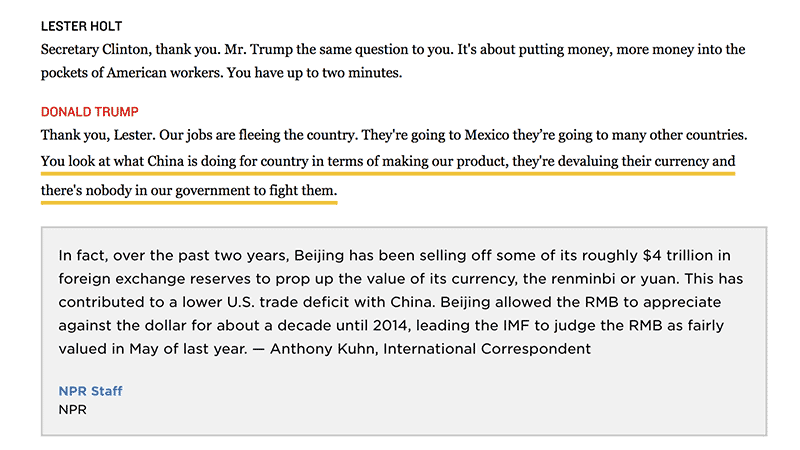 LESTER HOLT
Secretary Clinton, thank you. Mr. Trump the same question to you. It's about putting money, more money into the
pockets of American workers. You have up to two minutes.
DONALD TRUMP
Thank you, Lester. Our jobs are fleeing the country. They're going to Mexico they’re going to many other countries.
You look at what China is doing for country in terms of making our product, they're devaluing their currency and
there's nobody in our government to fight them.
In fact, over the past two years, Beijing has been selling off some of its roughly $4 trillion in
foreign exchange reserves to prop up the value of its currency, the renminbi or yuan. This has
contributed to a lower U.S. trade deficit with China. Beijing allowed the RMB to appreciate
against the dollar for about a decade until 2014, leading the IMF to judge the RMB as fairly
valued in May of last year. — Anthony Kuhn, International Correspondent
NPR Staff
NPR